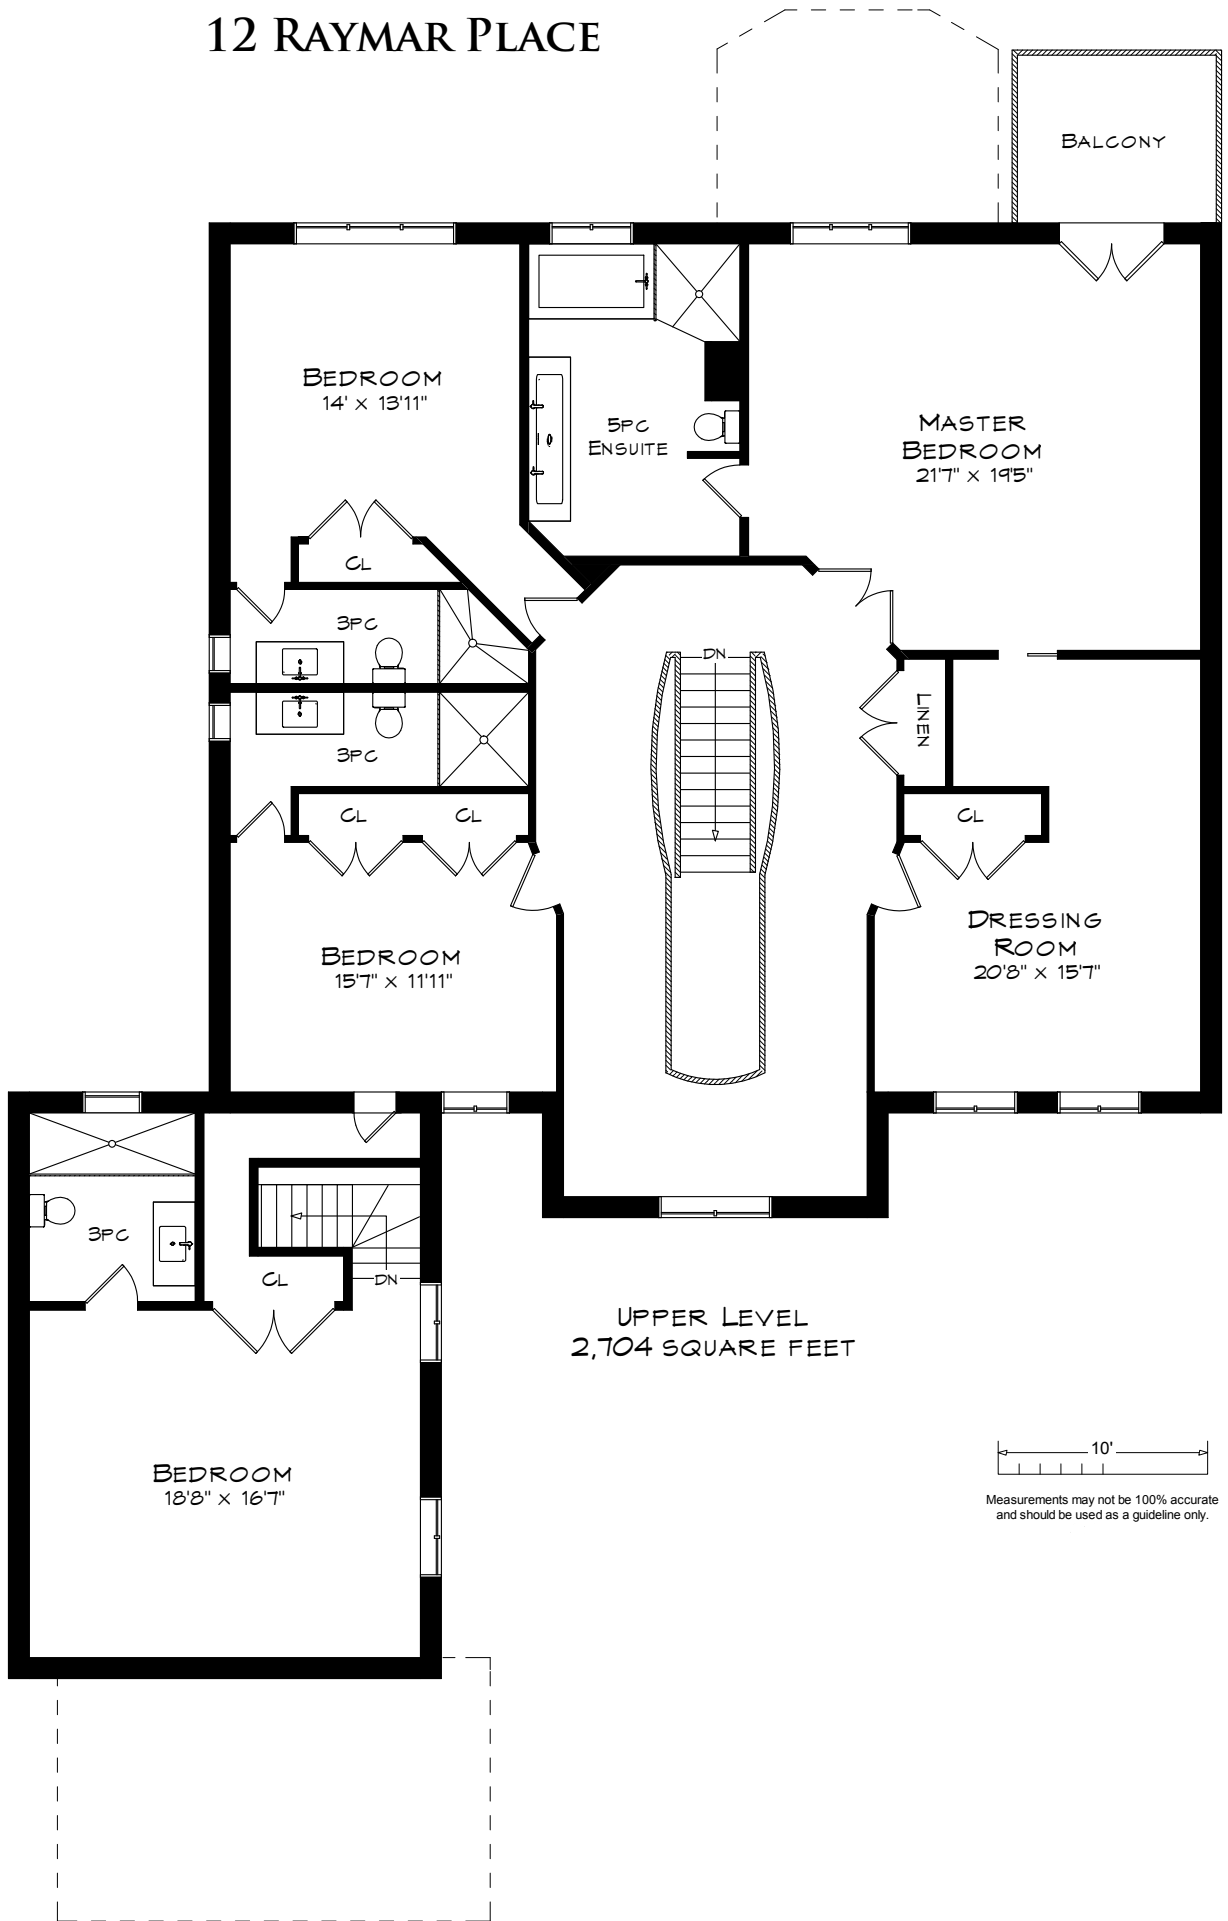 12 RAYMAR PLACE
BALCONY
BEDROOM
14' x 13'11"
5PC
ENSUITE
MASTER
BEDROOM
21'7" x 19'5"
CL
3PC
DN
LINEN
3PC
CL
CL
CL
DRESSING
ROOM
20'8" x 15'7"
BEDROOM
15'7" x 11'11"
3PC
CL
DN
UPPER LEVEL
2,704 SQUARE FEET
10'
BEDROOM
18'8" x 16'7"
Measurements may not be 100% accurate
and should be used as a guideline only.